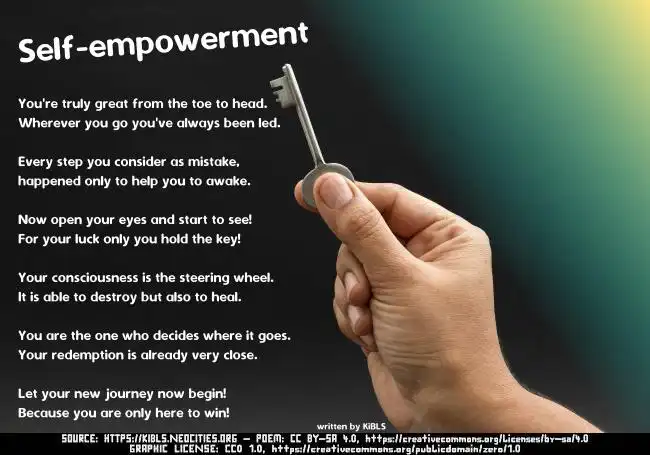 Self-empowerment
You're truly great from the toe to head.
Wherever you go you've always been led.
Every step you consider as mistake,
happened only to help you to awake.
Now open your eyes and start to see!
For your luck only you hold the key!
Your consciousness is the steering wheel.
It is able to destroy but also to heal.
You are the one who decides where it goes.
Your redemption is already very close.
Let your new journey now begin!
Because you are only here to win!
written by KiBLS
SOURCE: HTTPS://KIBLS.NEOCITIES.ORG - POEM: CC BY-SA 4.0, https://creativecommons.org/licenses/by-sa/4.0
GRAPHIC LICENSE: CC0 1.0, https://creativecommons.org/publicdomain/zero/1.0